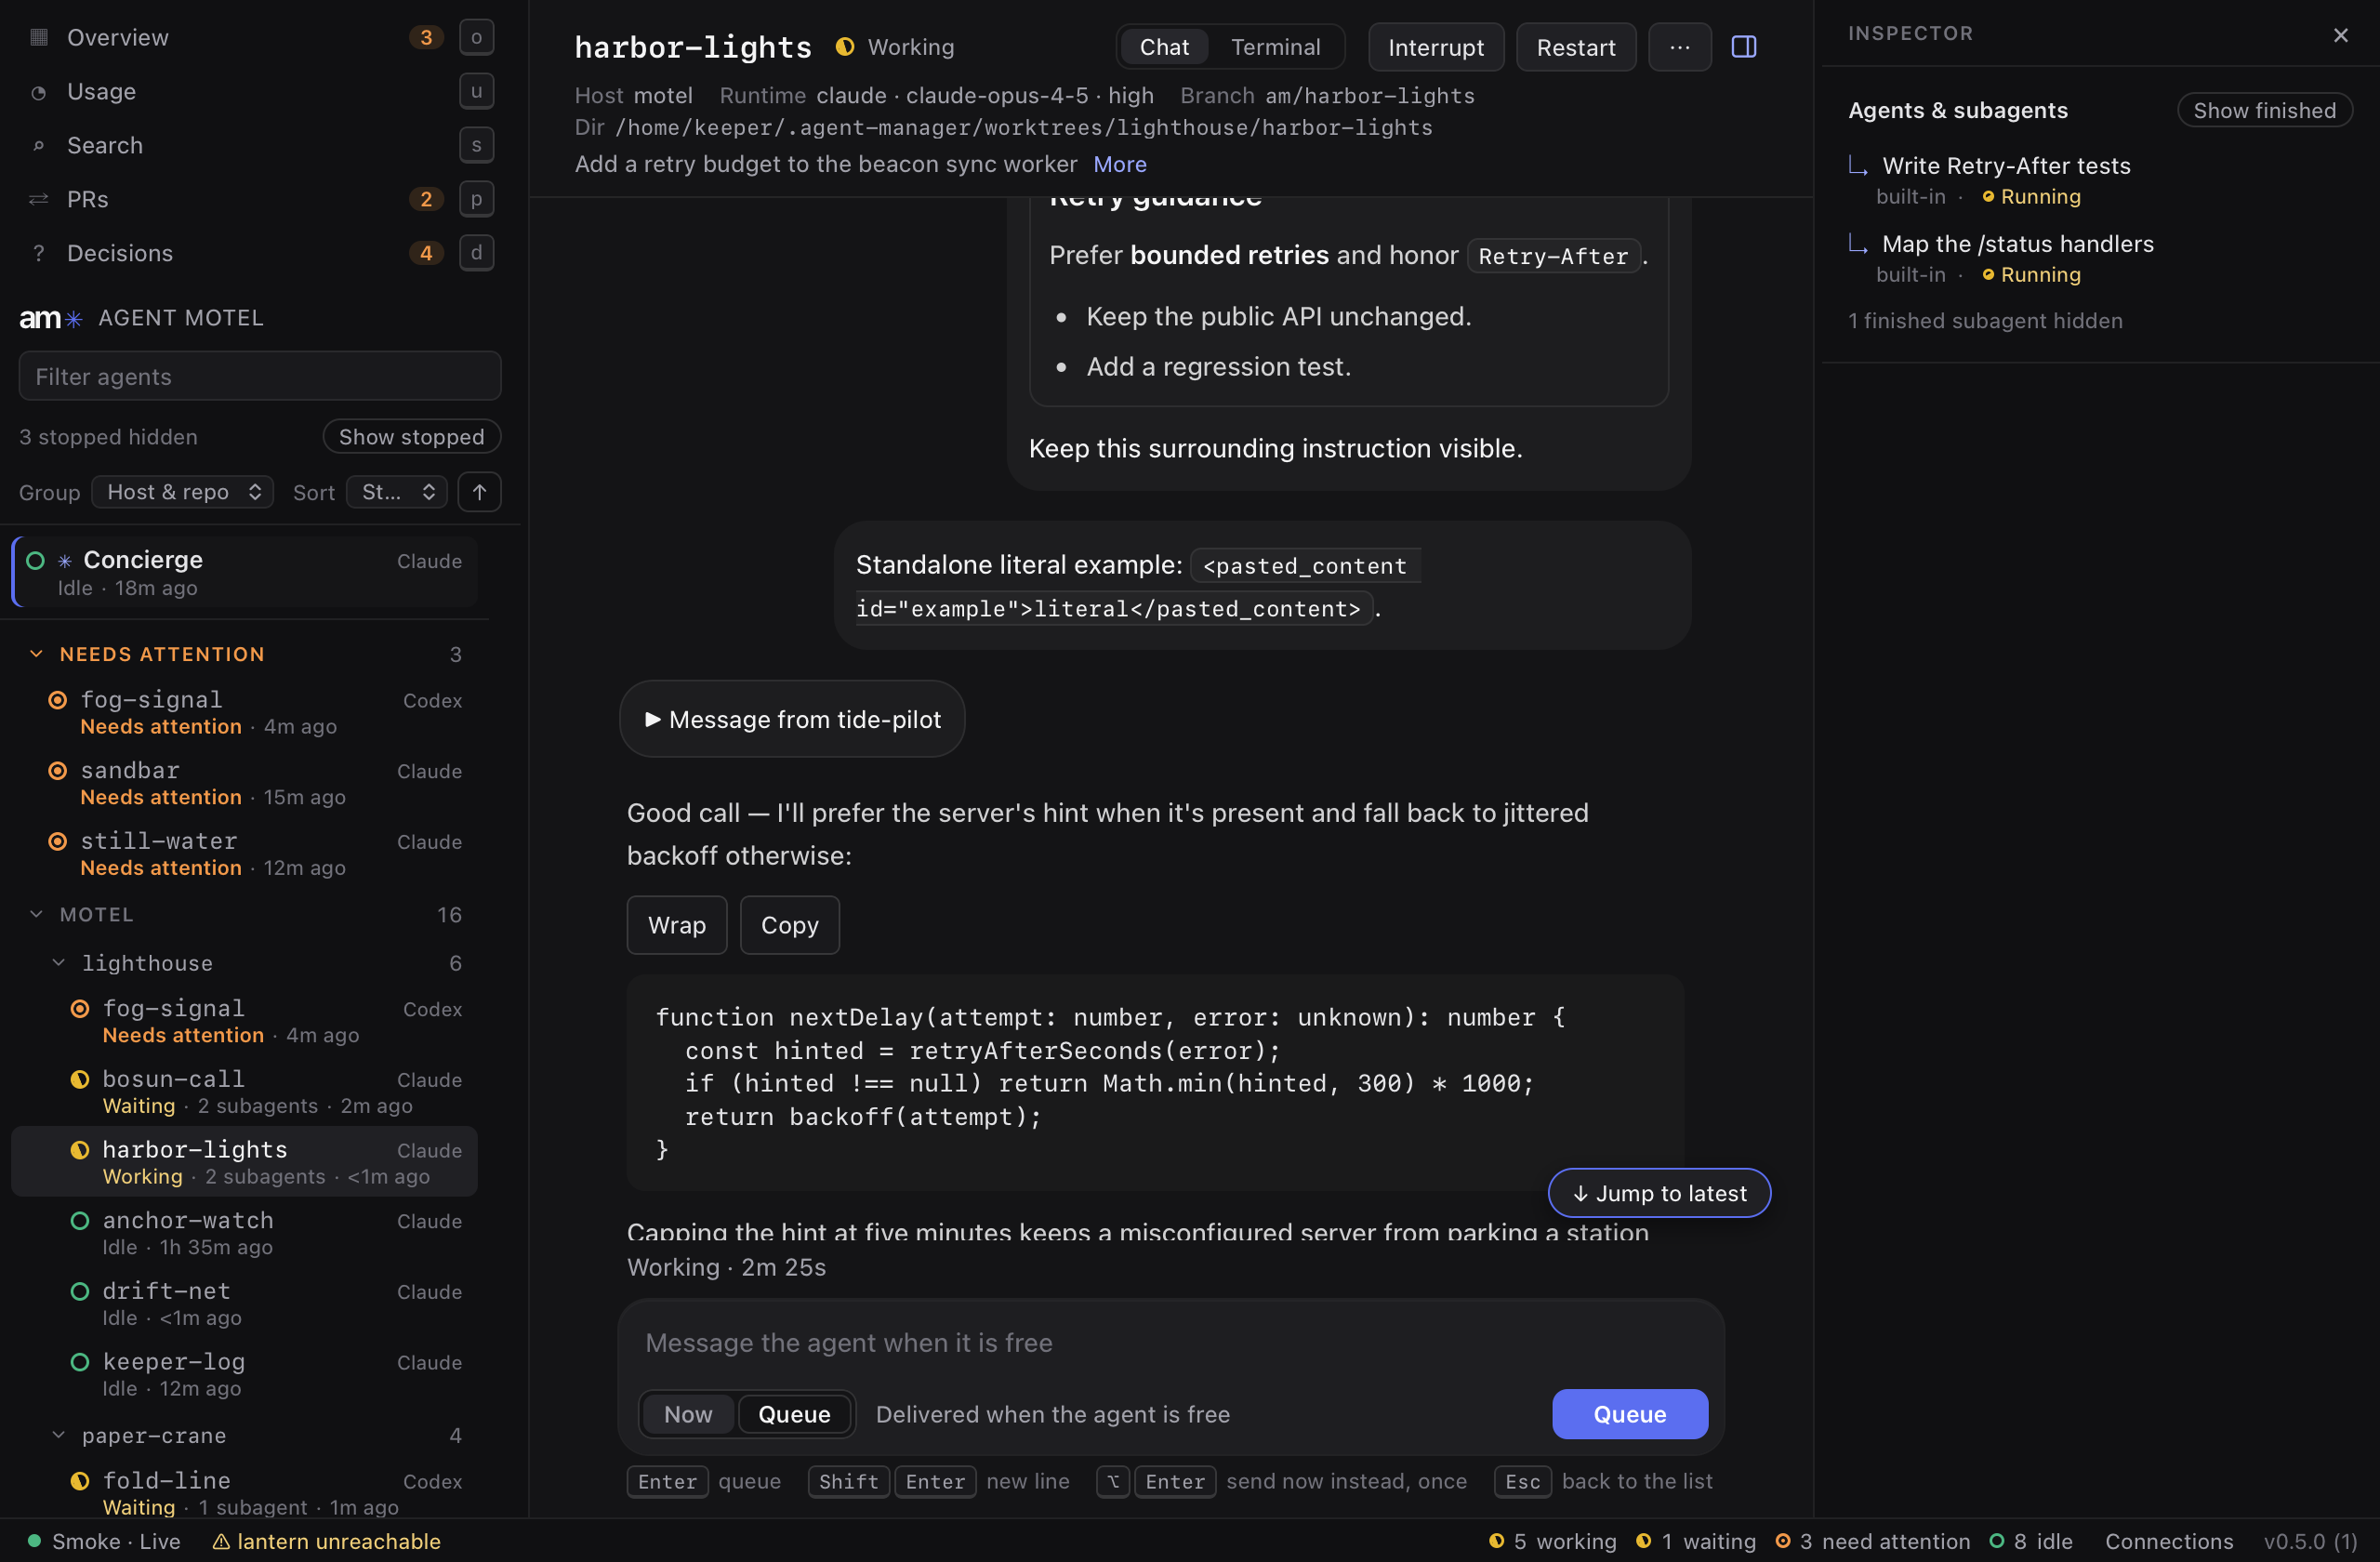 Overview 3 o
Usage u
Search s
PRs 2 p
? Decisions 4 d
am AGENT MOTEL
Filter agents
3 stopped hidden Show stopped
Group Host & repo Sort St...
Concierge Claude
Idle · 18m ago
NEEDS ATTENTION 3
fog-signal Codex
Needs attention · 4m ago
sandbar Claude
Needs attention · 15m ago
still-water Claude
Needs attention · 12m ago
MOTEL 16
lighthouse 6
fog-signal Codex
Needs attention · 4m ago
bosun-call Claude
Waiting · 2 subagents · 2m ago
harbor-lights Claude
Working · 2 subagents · <1m ago
anchor-watch Claude
Idle · 1h 35m ago
drift-net Claude
Idle · <1m ago
keeper-log Claude
Idle · 12m ago
paper-crane 4
fold-line Codex
Waiting · 1 subagent · 1m ago
harbor-lights Working Chat Terminal Interrupt Restart ...
Host motel Runtime claude · claude-opus-4-5 · high Branch am/harbor-lights
Dir /home/keeper/.agent-manager/worktrees/lighthouse/harbor-lights
Add a retry budget to the beacon sync worker More
Retry guidance
Prefer bounded retries and honor Retry-After.
• Keep the public API unchanged.
• Add a regression test.
Keep this surrounding instruction visible.
Standalone literal example: <pasted_content
id="example">literal</pasted_content>.
▶ Message from tide-pilot
Good call — I'll prefer the server's hint when it's present and fall back to jittered
backoff otherwise:
Wrap Copy
function nextDelay(attempt: number, error: unknown): number {
  const hinted = retryAfterSeconds(error);
  if (hinted !== null) return Math.min(hinted, 300) * 1000;
  return backoff(attempt);
}
↓ Jump to latest
Capping the hint at five minutes keeps a misconfigured server from parking a station
Working · 2m 25s
Message the agent when it is free
Now Queue Delivered when the agent is free Queue
Enter queue Shift Enter new line ⌥ Enter send now instead, once Esc back to the list
INSPECTOR ×
Agents & subagents Show finished
Write Retry-After tests
built-in · Running
Map the /status handlers
built-in · Running
1 finished subagent hidden
Smoke · Live lantern unreachable 5 working 1 waiting 3 need attention 8 idle Connections v0.5.0 (1)